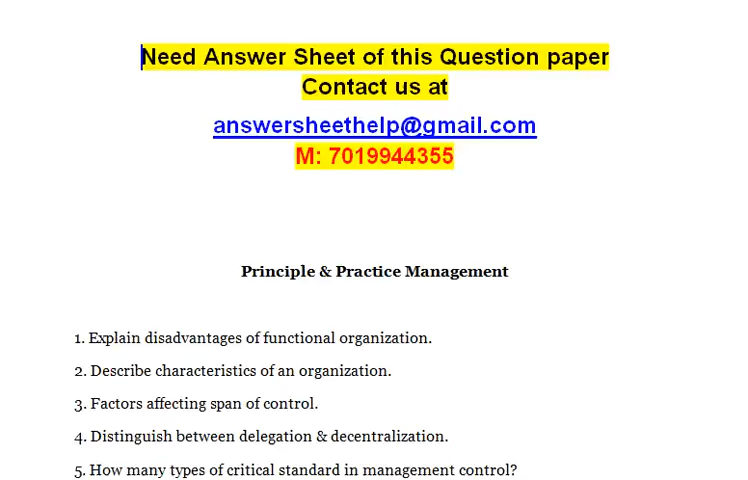 Need Answer Sheet of this Question paper
Contact us at
answersheethelp@gmail.com
M: 7019944355
Principle & Practice Management
1. Explain disadvantages of functional organization.
2. Describe characteristics of an organization.
3. Factors affecting span of control.
4. Distinguish between delegation & decentralization.
5. How many types of critical standard in management control?